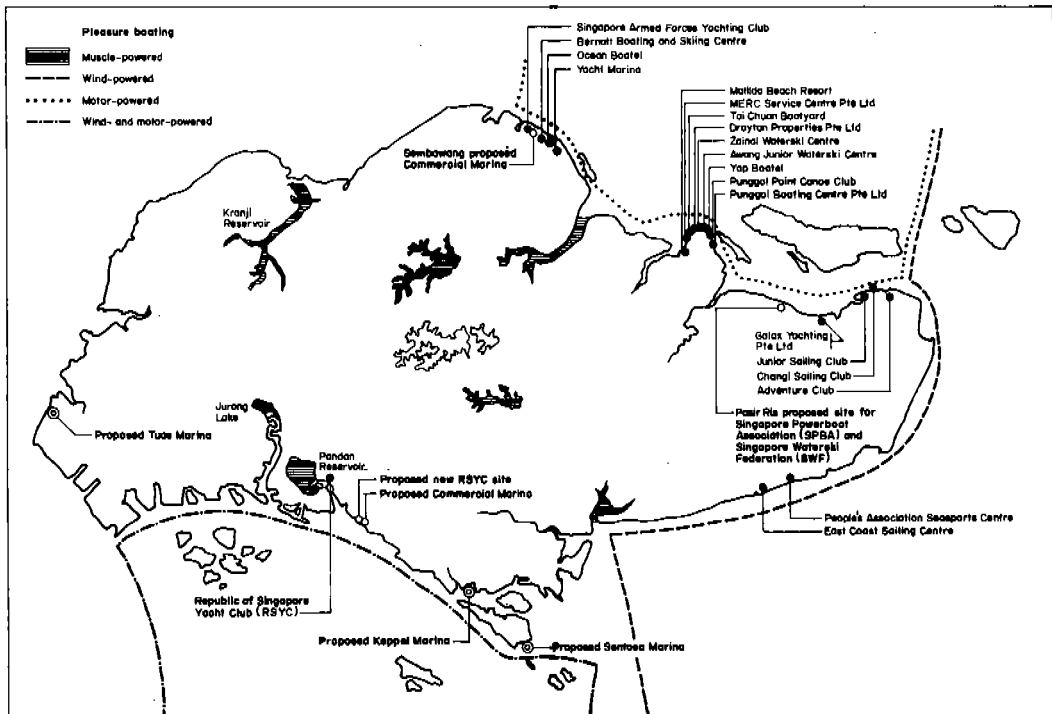 Pleasure boating
Muscle-powered
Wind-powered
Motor-powered
Wind- and motor-powered
Singapore Armed Forces Yachting Club
Bernatt Boating and Skiing Centre
Ocean Boatel
Yacht Marina
Matilda Beach Resort
MERC Service Centre Pte Ltd
Tai Chuan Boatyard
Drayton Properties Pte Ltd
Zainal Waterski Centre
Awang Junior Waterski Centre
Yap Boatel
Punggol Point Canoe Club
Punggol Boating Centre Pte Ltd
Sembawang proposed
Commercial Marina
Kranji
Reservoir
Galax Yachting
Pte Ltd
Junior Sailing Club
Changi Sailing Club
Adventure Club
Pasir Ris proposed site for
Singapore Powerboat
Association (SPBA) and
Singapore Waterski
Federation (SWF)
Jurong
Lake
Proposed Tuas Marina
Pandan
Reservoir
Proposed new RSYC site
Proposed Commercial Marina
People's Association Seasports Centre
East Coast Sailing Centre
Republic of Singapore
Yacht Club (RSYC)
Proposed Keppel Marina
Proposed Sentosa Marina